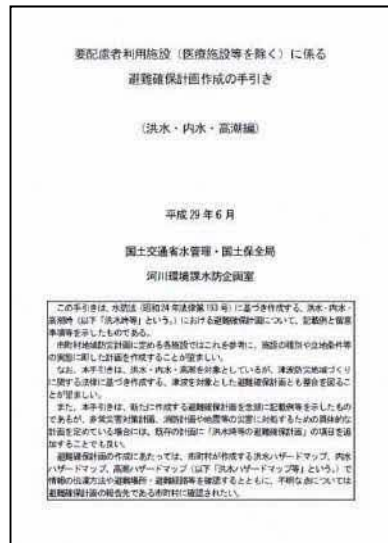 要配慮者利用施設（医療施設等を除く）に係る
避難確保計画作成の手引き
（洪水・内水・高潮編）
平成 29 年 6 月
国土交通省水管理・国土保全局
河川環境課水防企画室
この手引きは、水防法（昭和24年法律第193号）に基づき作成する、洪水・内水・
高潮時（以下「洪水時等」という。）における避難確保計画について、記載例と留意
事項等を示したものである。
市町村地域防災計画に定める各施設ではこれを参考に、施設の種別や立地条件等
の実態に即した計画を作成することが望ましい。
なお、本手引きは、洪水・内水・高潮を対象としているが、津波防災地域づくり
に関する法律に基づき作成する、津波を対象とした避難確保計画とも整合を図るこ
とが望ましい。
また、本手引きは、新たに作成する避難確保計画を念頭に記載例等を示したもの
であるが、非常災害対策計画、消防計画や地震等の災害に対処するための具体的な
計画を定めている場合には、既存の計画に「洪水時等の避難確保計画」の項目を追
加することでも良い。
避難確保計画の作成にあたっては、市町村が作成する洪水ハザードマップ、内水
ハザードマップ、高潮ハザードマップ（以下「洪水ハザードマップ等」という。）で
情報の伝達方法や避難場所・避難経路等を確認するとともに、不明な点については
避難確保計画の報告先である市町村に確認されたい。